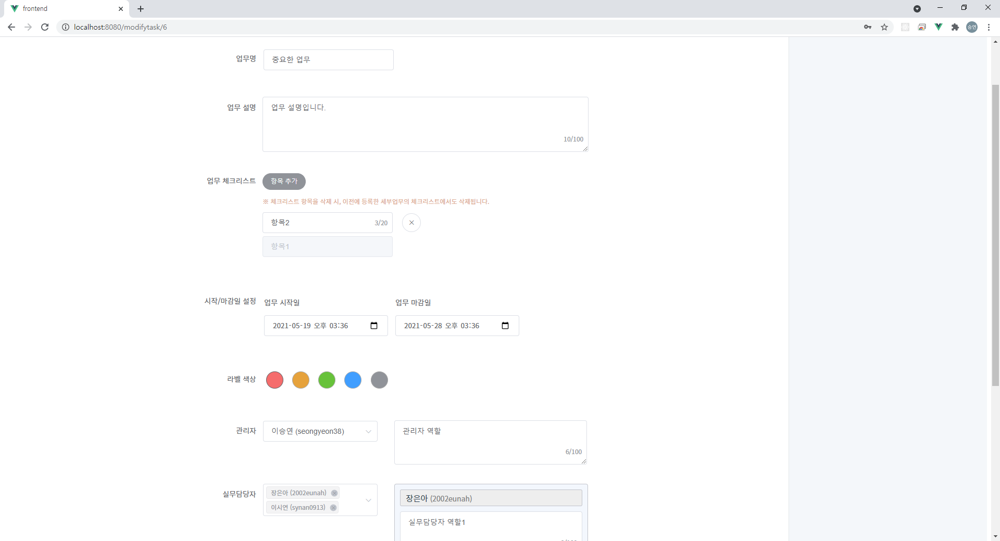 frontend
localhost:8080/modifytask/6
승연
업무명
중요한 업무
업무 설명
업무 설명입니다.
10/100
업무 체크리스트
항목 추가
※ 체크리스트 항목을 삭제 시, 이전에 등록한 세부업무의 체크리스트에서도 삭제됩니다.
항목2
3/20
항목1
시작/마감일 설정
업무 시작일
업무 마감일
2021-05-19 오후 03:36
2021-05-28 오후 03:36
라벨 색상
관리자
이승연 (seongyeon38)
관리자 역할
6/100
실무담당자
장은아 (2002eunah)
이시연 (synan0913)
장은아 (2002eunah)
실무담당자 역할1